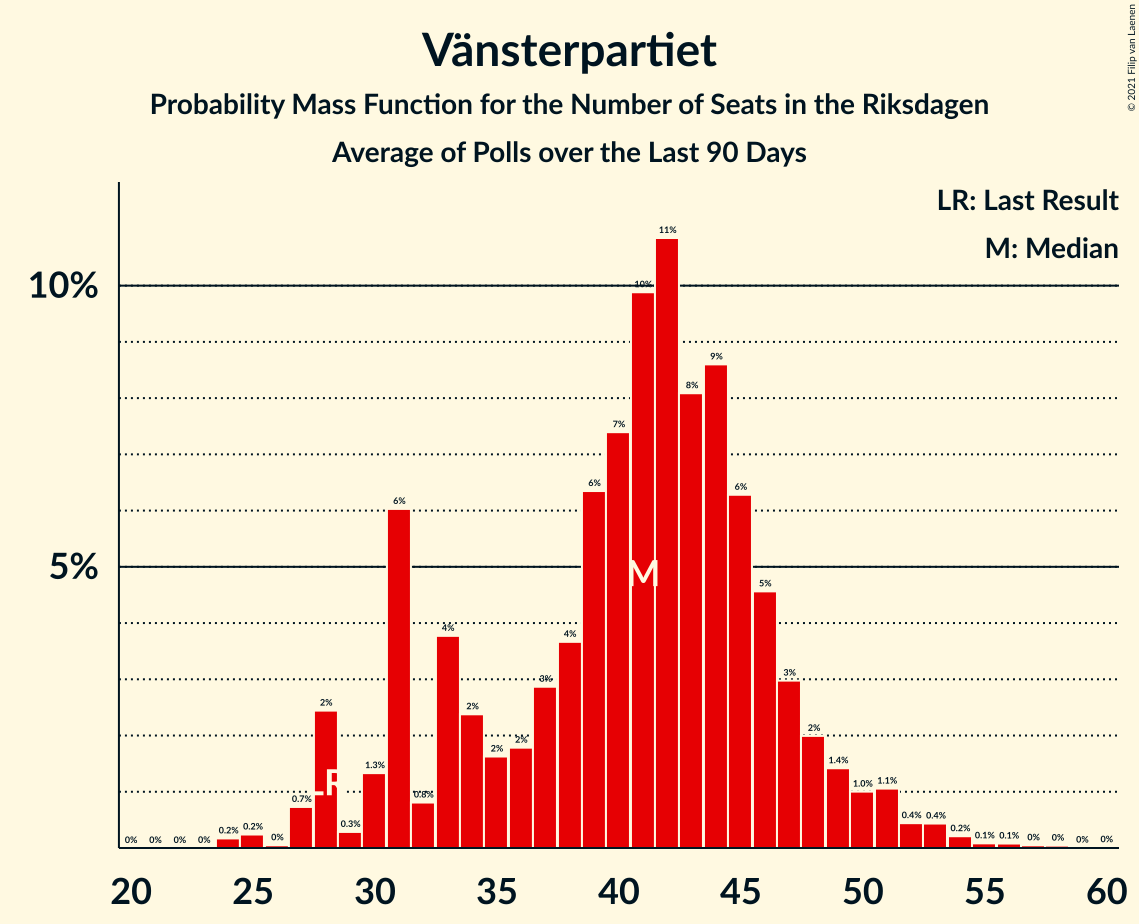 © 2021 Filip van Laenen
Vänsterpartiet
Probability Mass Function for the Number of Seats in the Riksdagen
Average of Polls over the Last 90 Days
LR: Last Result
M: Median
10%
5%
0% 0% 0% 0% 0.2% 0.2% 0% 0.7% 2% 0.3% 1.3% 6% 0.8% 4% 2% 2% 2% 3% 4% 6% 7% 10% 11% 8% 9% 6% 5% 3% 2% 1.4% 1.0% 1.1% 0.4% 0.4% 0.2% 0.1% 0.1% 0% 0% 0% 0%
M
LR
20 25 30 35 40 45 50 55 60